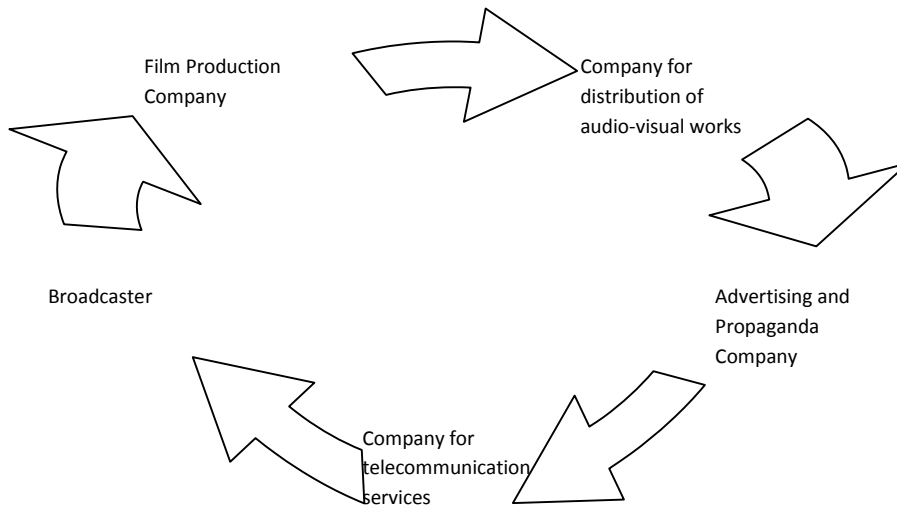 Film Production
Company
Company for
distribution of
audio-visual works
Broadcaster
Advertising and
Propaganda
Company
Company for
telecommunication
services